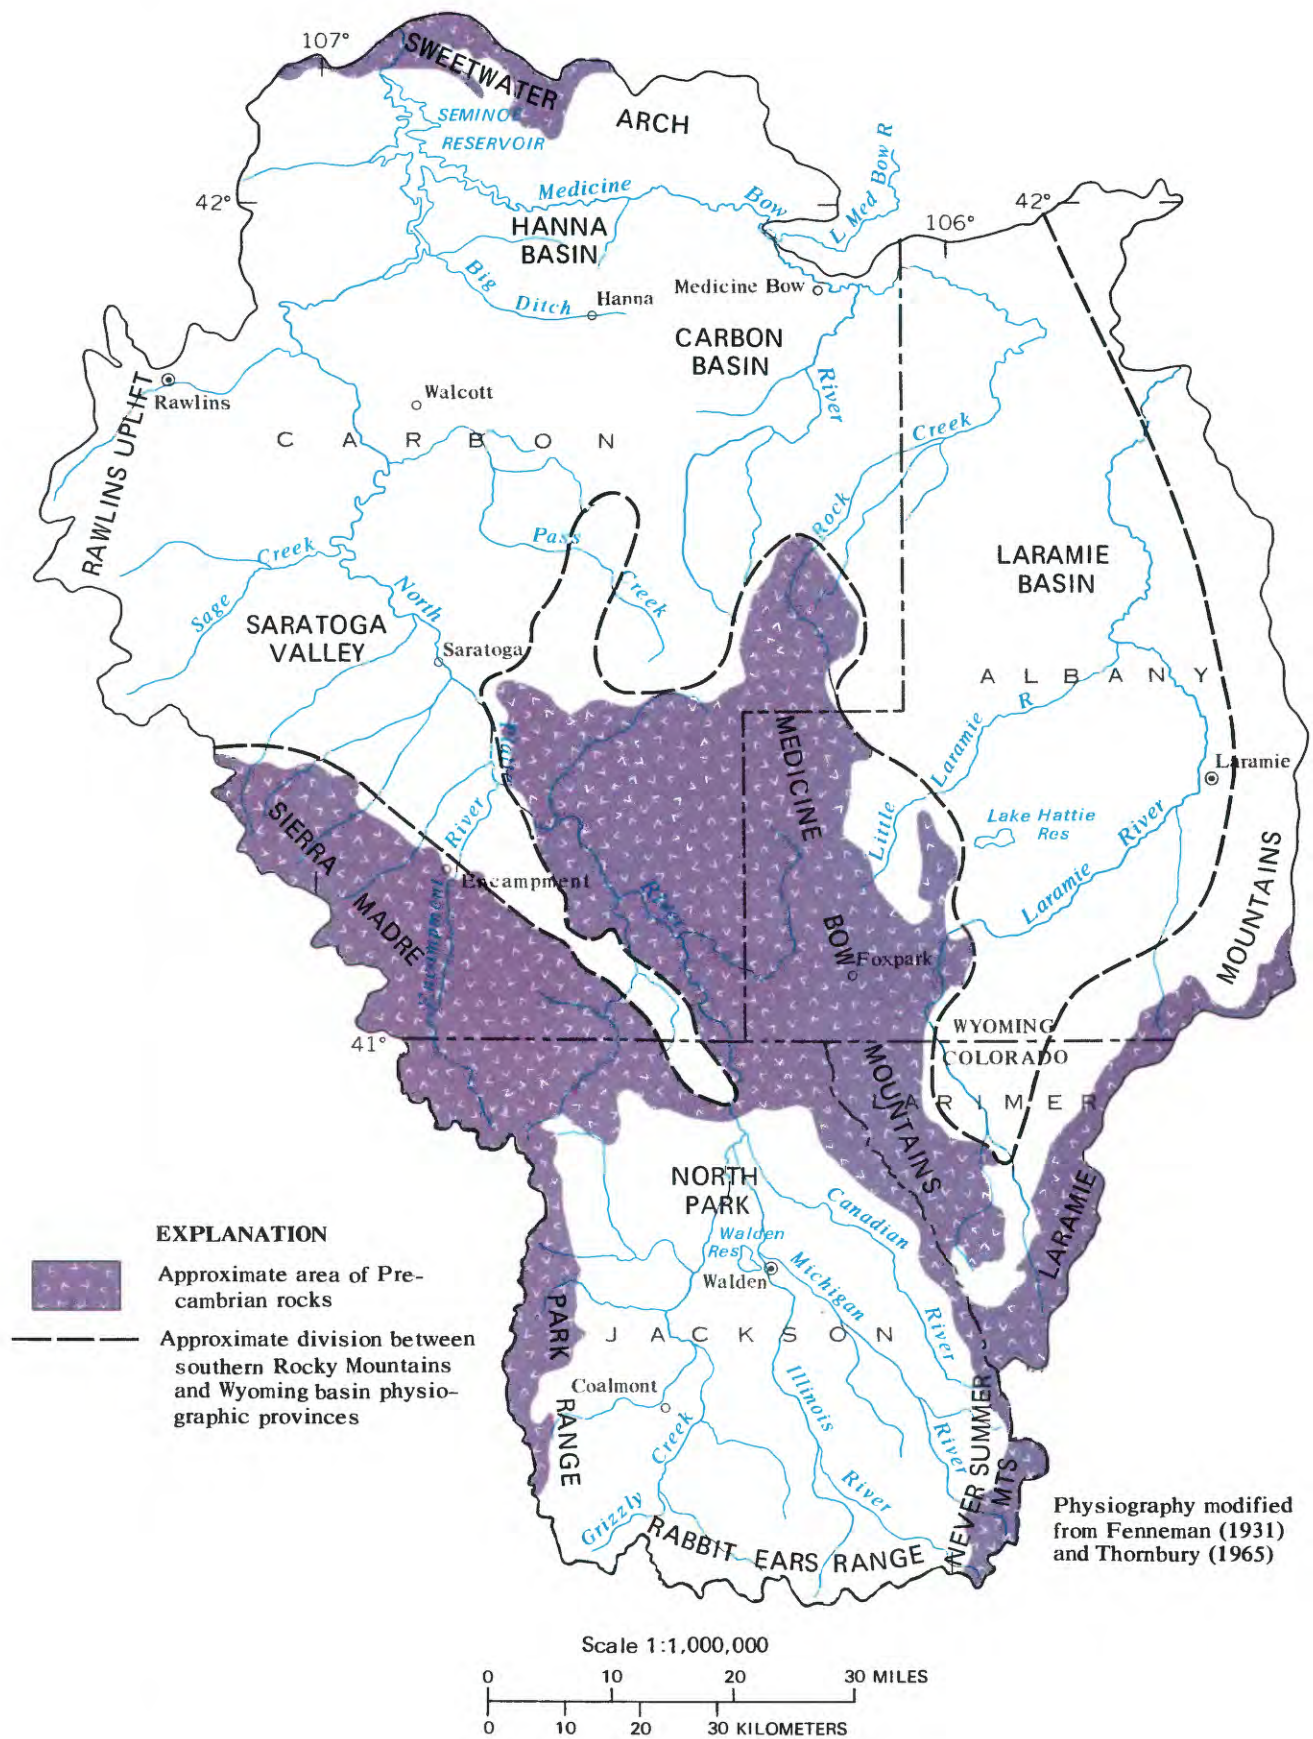 107°
SWEETWATER
ARCH
SEMINOE
RESERVOIR
Medicine
Bow
L Med Bow R
42°
42°
106°
HANNA
BASIN
Big
Ditch
Hanna
Medicine Bow
CARBON
BASIN
River
Rawlins
RAWLINS UPLIFT
Walcott
CARBON
Creek
Rock
Pass
Creek
Sage
Creek
North
SARATOGA
VALLEY
Saratoga
LARAMIE
BASIN
ALBANY
Platte
River
MEDICINE
BOW
MOUNTAINS
Little
Laramie
R
Laramie
Lake Hattie
Res
Laramie
River
SIERRA
MADRE
River
Encampment
Encampment
Foxpark
MOUNTAINS
LARAMIE
41°
WYOMING
COLORADO
LARIMER
NORTH
PARK
Canadian
River
Walden
Res
Walden
Michigan
River
JACKSON
PARK
RANGE
Coalmont
Illinois
River
Grizzly
Creek
RABBIT EARS RANGE
NEVER SUMMER
MTS
EXPLANATION
Approximate area of Pre-
cambrian rocks
Approximate division between
southern Rocky Mountains
and Wyoming basin physio-
graphic provinces
Physiography modified
from Fenneman (1931)
and Thornbury (1965)
Scale 1:1,000,000
0 10 20 30 MILES
0 10 20 30 KILOMETERS